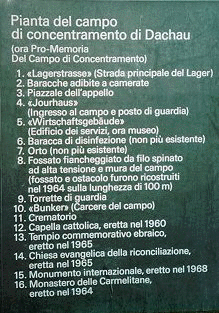 Pianta del campo
di concentramento di Dachau
(ora Pro-Memoria
Del Campo di Concentramento)
1. «Lagerstrasse» (Strada principale del Lager)
2. Baracche adibite a camerate
3. Piazzale dell'appello
4. «Jourhaus»
(Ingresso al campo e posto di guardia)
5. «Wirtschaftsgebäude»
(Edificio dei servizi, ora museo)
6. Baracca di disinfezione (non più esistente)
7. Orto (non più esistente)
8. Fossato fiancheggiato da filo spinato
ad alta tensione e mura del campo
(fossato e ostacolo furono ricostruiti
nel 1964 sulla lunghezza di 100 m)
9. Torrette di guardia
10. «Bunker» (Carcere del campo)
11. Crematorio
12. Capella cattolica, eretta nel 1960
13. Tempio commemorativo ebraico,
eretto nel 1965
14. Chiesa evangelica della riconciliazione,
eretta nel 1965
15. Monumento internazionale, eretto nel 1968
16. Monastero delle Carmelitane,
eretto nel 1964